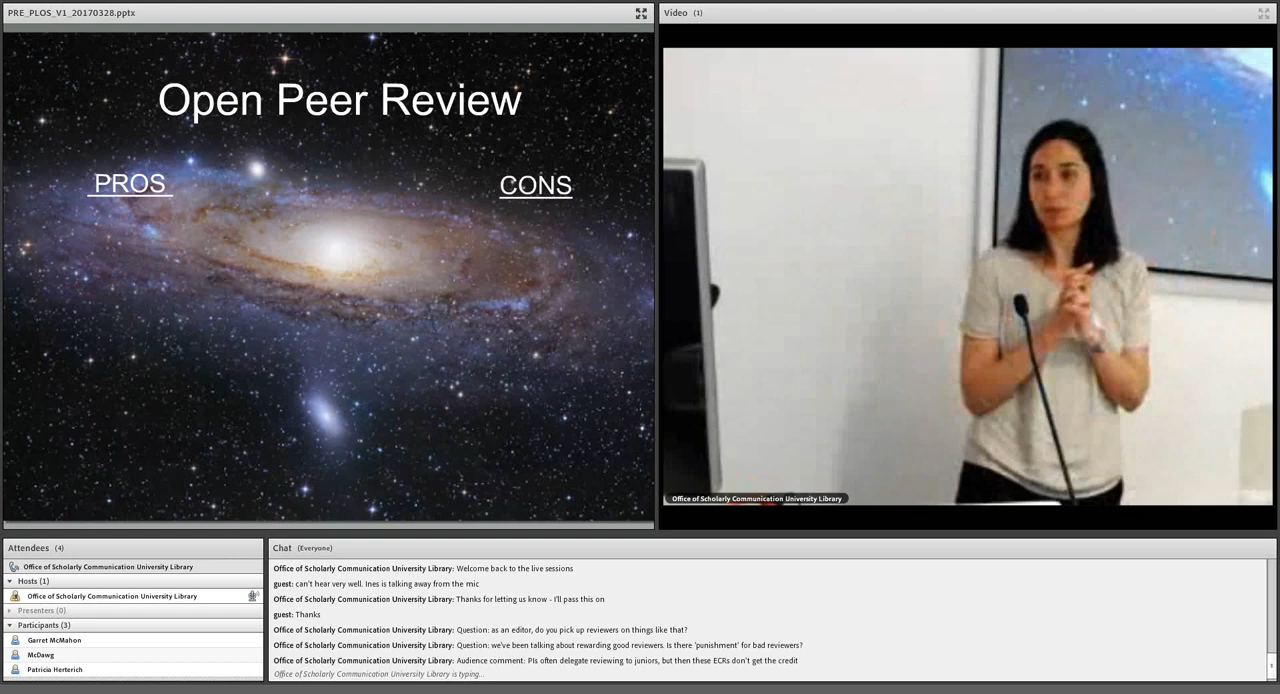 PRE_PLOS_V1_20170328.pptx
Open Peer Review
PROS
CONS
Video (1)
Office of Scholarly Communication University Library
Attendees (4)
Office of Scholarly Communication University Library
Hosts (1)
Office of Scholarly Communication University Library
Presenters (0)
Participants (3)
Garret McMahon
McDawg
Patricia Herterich
Chat (Everyone)
Office of Scholarly Communication University Library: Welcome back to the live sessions
guest: can't hear very well. Ines is talking away from the mic
Office of Scholarly Communication University Library: Thanks for letting us know - I'll pass this on
guest: Thanks
Office of Scholarly Communication University Library: Question: as an editor, do you pick up reviewers on things like that?
Office of Scholarly Communication University Library: Question: we've been talking about rewarding good reviewers. Is there 'punishment' for bad reviewers?
Office of Scholarly Communication University Library: Audience comment: PIs often delegate reviewing to juniors, but then these ECRs don't get the credit
Office of Scholarly Communication University Library is typing...